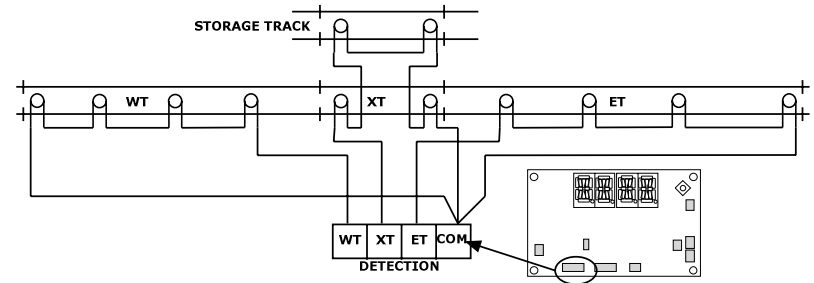 STORAGE TRACK
WT XT ET
WT XT ET COM
DETECTION